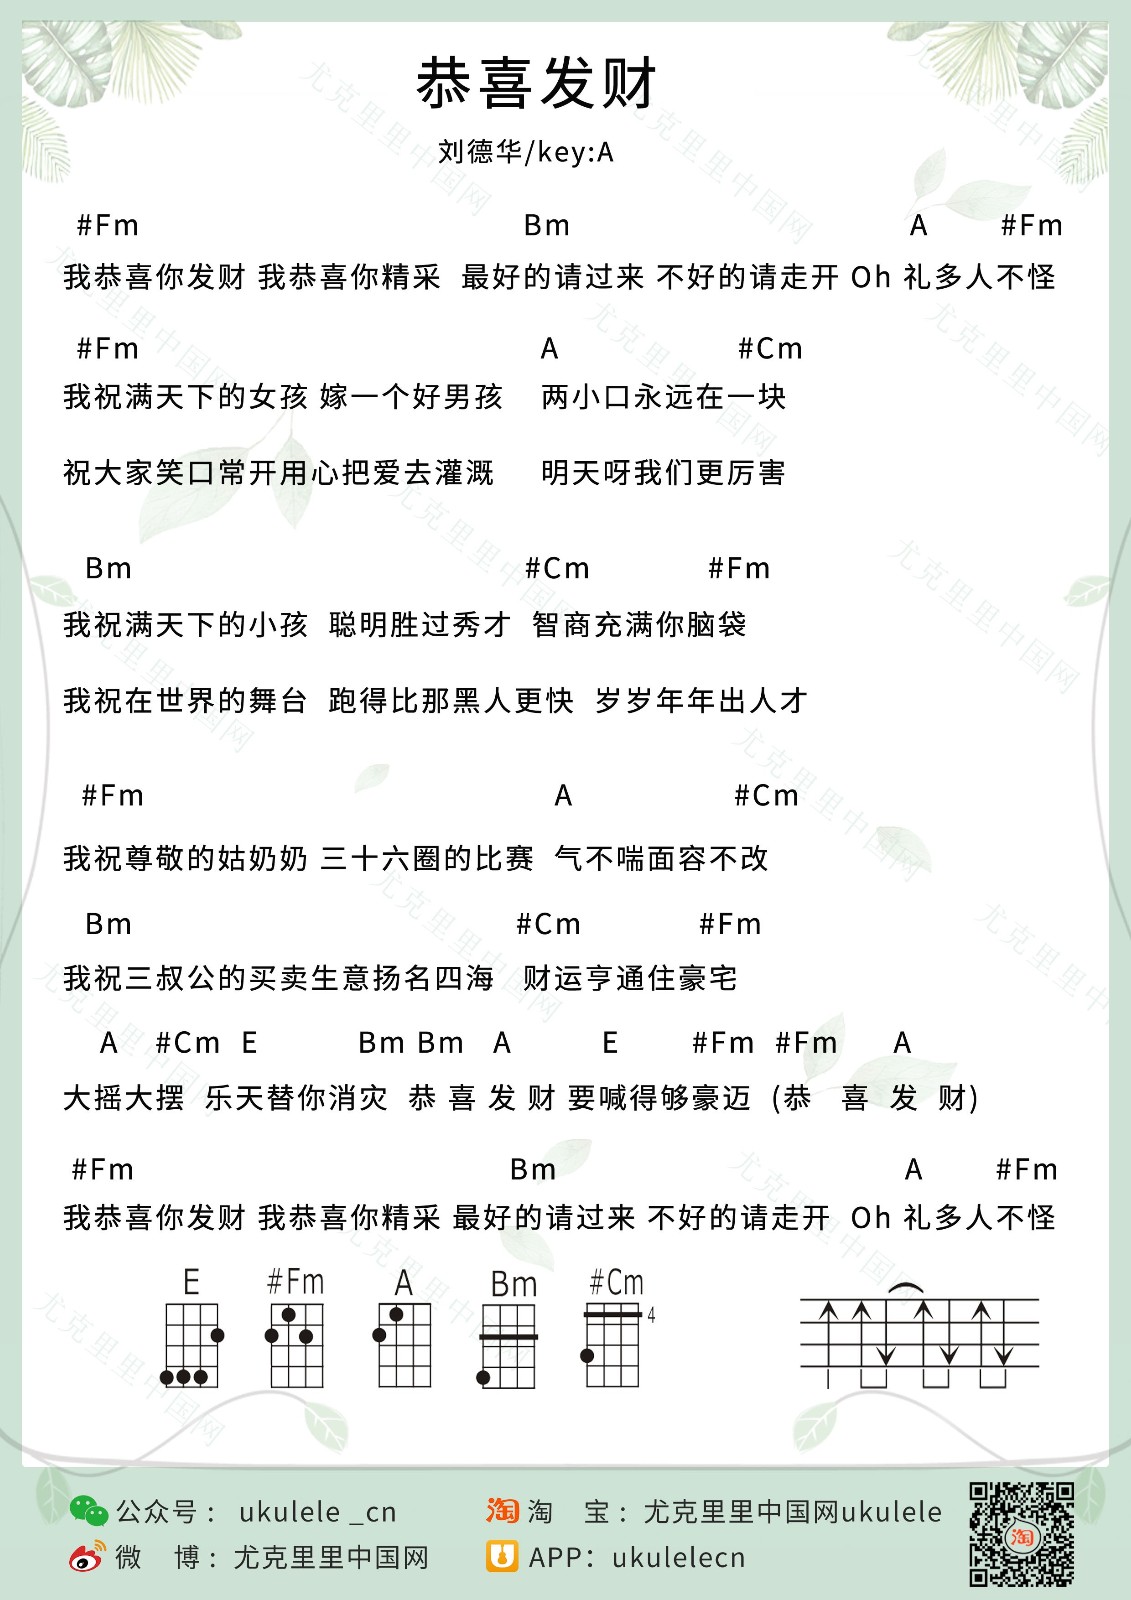 恭喜发财
刘德华/key:A
#Fm Bm A #Fm
我恭喜你发财 我恭喜你精采 最好的请过来 不好的请走开 Oh 礼多人不怪
#Fm A #Cm
我祝满天下的女孩 嫁一个好男孩 两小口永远在一块
祝大家笑口常开用心把爱去灌溉 明天呀我们更厉害
Bm #Cm #Fm
我祝满天下的小孩 聪明胜过秀才 智商充满你脑袋
我祝在世界的舞台 跑得比那黑人更快 岁岁年年出人才
#Fm A #Cm
我祝尊敬的姑奶奶 三十六圈的比赛 气不喘面容不改
Bm #Cm #Fm
我祝三叔公的买卖生意扬名四海 财运亨通住豪宅
A #Cm E Bm Bm A E #Fm #Fm A
大摇大摆 乐天替你消灾 恭 喜 发 财 要喊得够豪迈 (恭 喜 发 财)
#Fm Bm A #Fm
我恭喜你发财 我恭喜你精采 最好的请过来 不好的请走开 Oh 礼多人不怪
E #Fm A Bm #Cm
4
公众号： ukulele _cn 淘 淘 宝： 尤克里里中国网ukulele
微 博： 尤克里里中国网 APP： ukulelecn
淘
尤克里里中国网